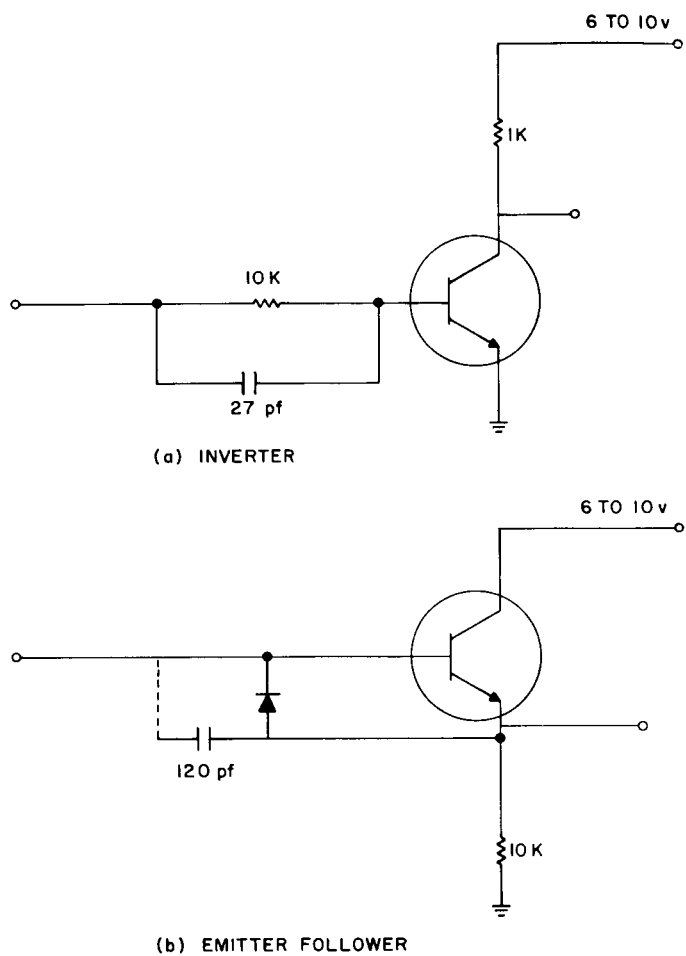 6 TO 10v
1K
10K
27 pf
(a) INVERTER
6 TO 10v
120 pf
10K
(b) EMITTER FOLLOWER